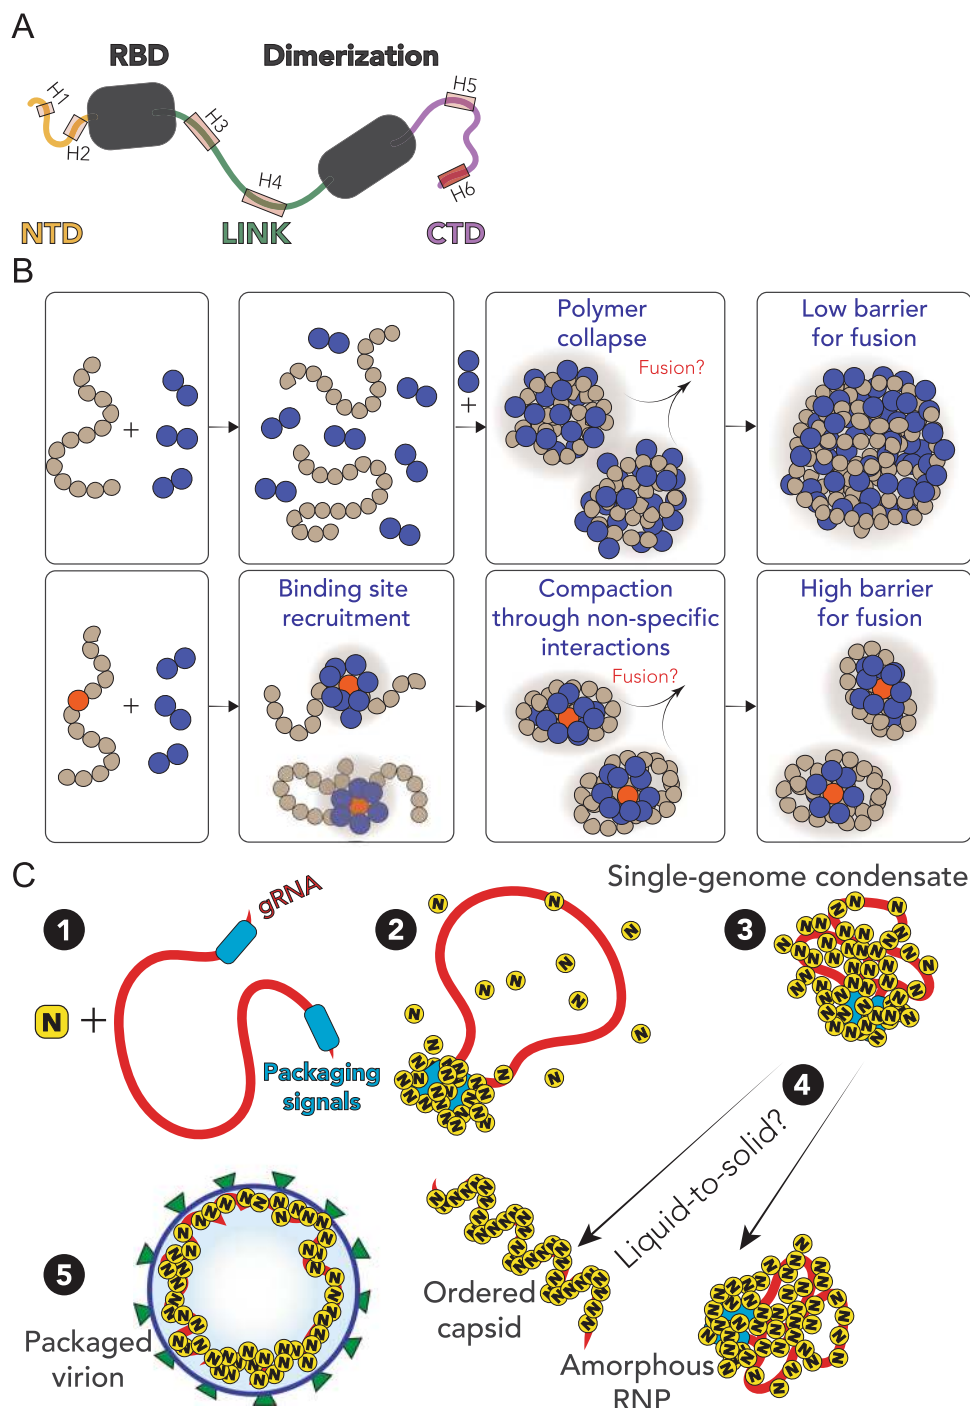 A
RBD
Dimerization
H1
H2
H3
H4
H5
H6
NTD
LINK
CTD
B
Polymer
collapse
Fusion?
Low barrier
for fusion
+
+
Binding site
recruitment
Compaction
through non-specific
interactions
Fusion?
High barrier
for fusion
+
C
1
gRNA
N +
Packaging
signals
2
N N N N N N N N N N
Single-genome condensate
3
4
Liquid-to-solid?
Ordered
capsid
Amorphous
RNP
5
Packaged
virion